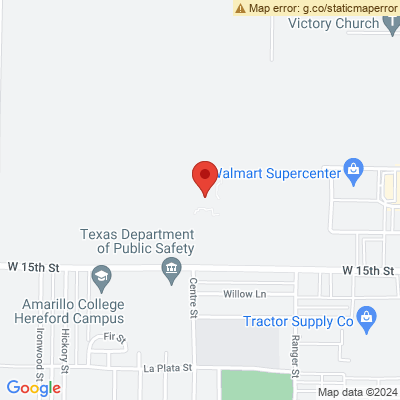 Map error: g.co/staticmaperror
Victory Church
Walmart Supercenter
Texas Department
of Public Safety
W 15th St
W 15th St
Amarillo College
Hereford Campus
Centre St
Willow Ln
Tractor Supply Co
Ironwood St
Hickory St
Fir St
Ranger St
La Plata St
Google
Map data ©2024